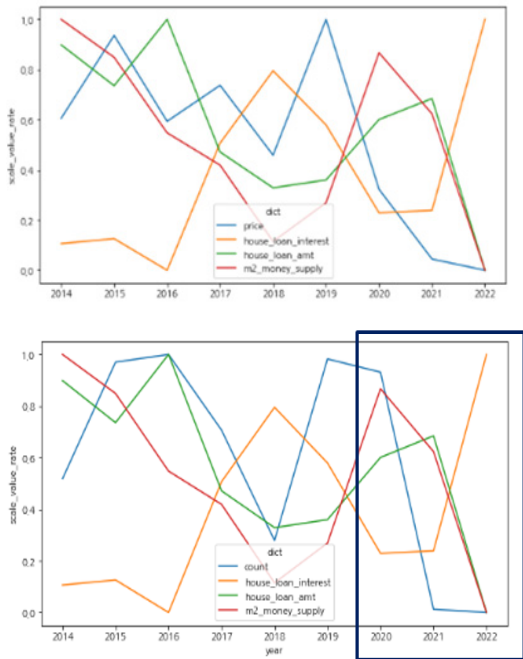 1,0
0,8
0,6
0,4
0,2
0,0
scale_value_rate
dict
price
house_loan_interest
house_loan_amt
m2_money_supply
2014 2015 2016 2017 2018 2019 2020 2021 2022
1,0
0,8
0,6
0,4
0,2
0,0
scale_value_rate
dict
count
house_loan_interest
house_loan_amt
m2_money_supply
2014 2015 2016 2017 2018 2019 2020 2021 2022
year